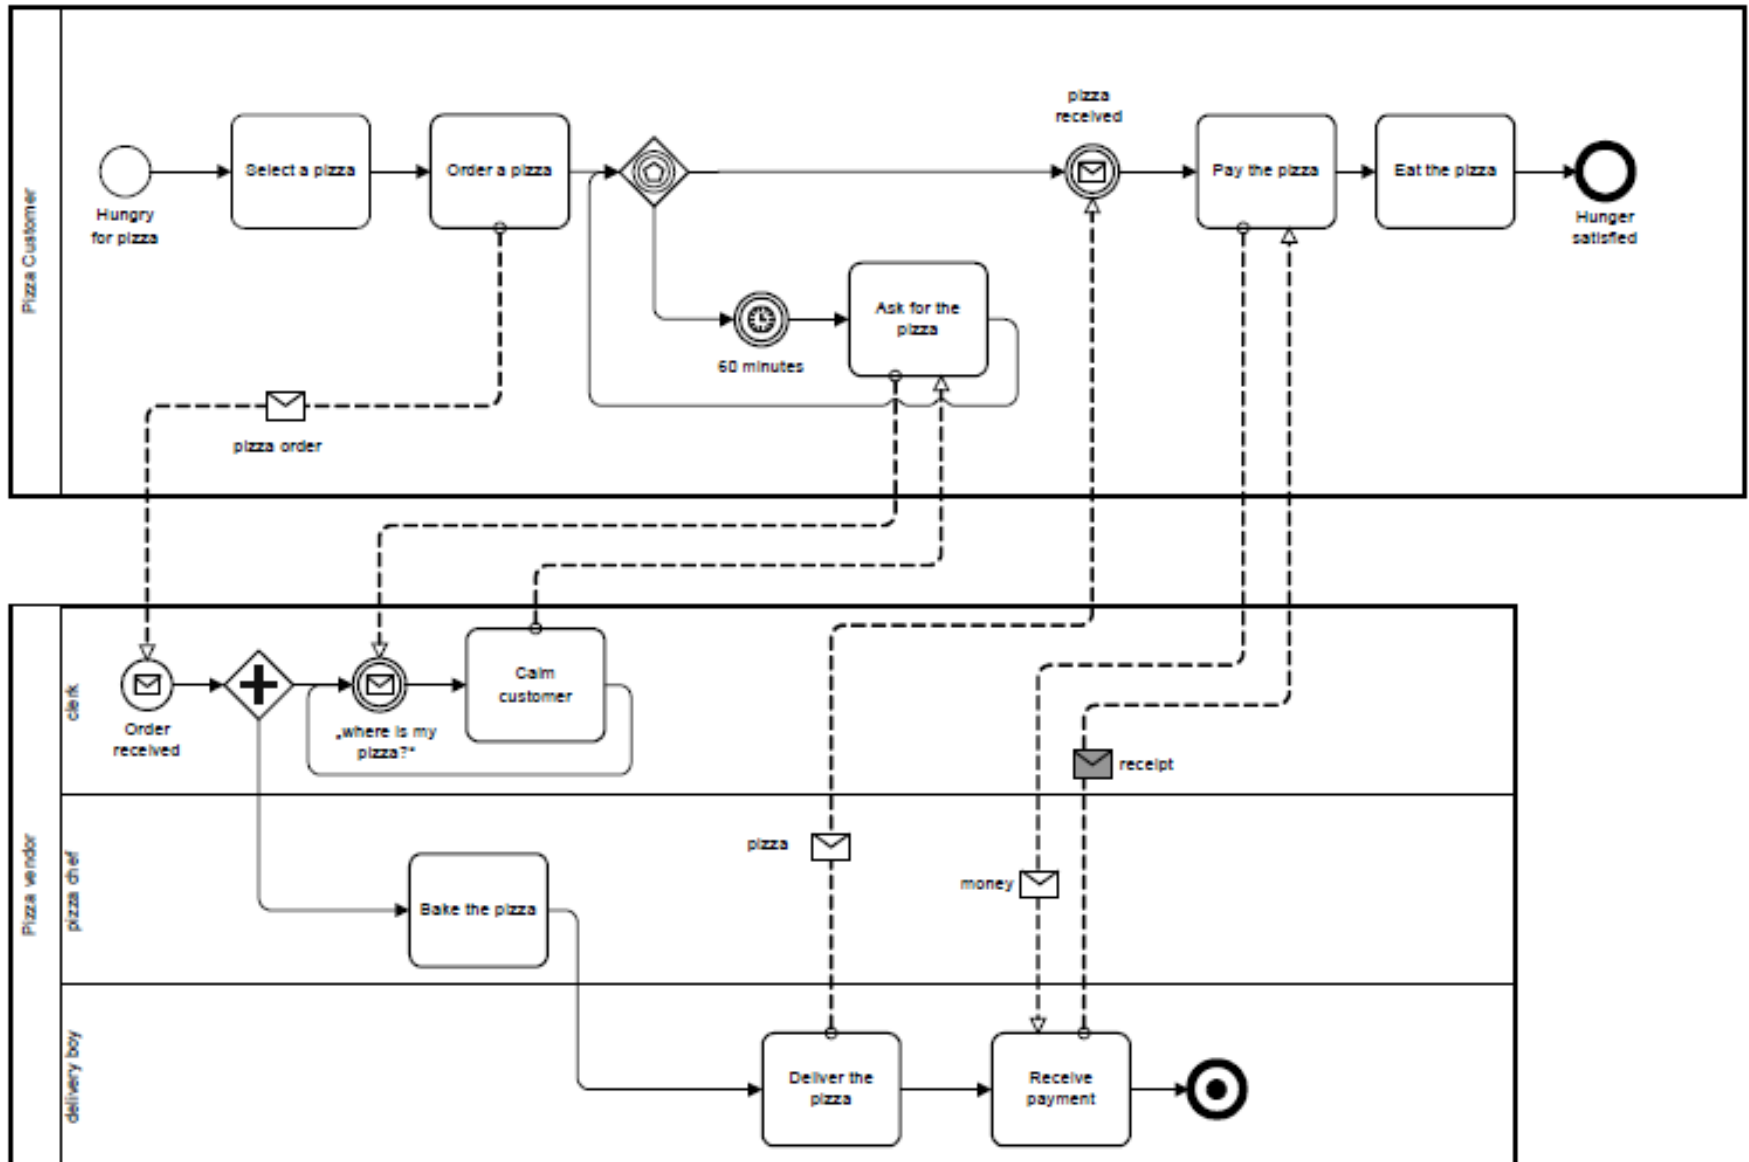 Pizza Customer
Hungry
for pizza
Select a pizza
Order a pizza
pizza
received
Pay the pizza
Eat the pizza
Hunger
satisfied
60 minutes
Ask for the
pizza
pizza order
Pizza vendor
clerk
Order
received
„where is my
pizza?“
Calm
customer
receipt
pizza chef
Bake the pizza
pizza
money
delivery boy
Deliver the
pizza
Receive
payment